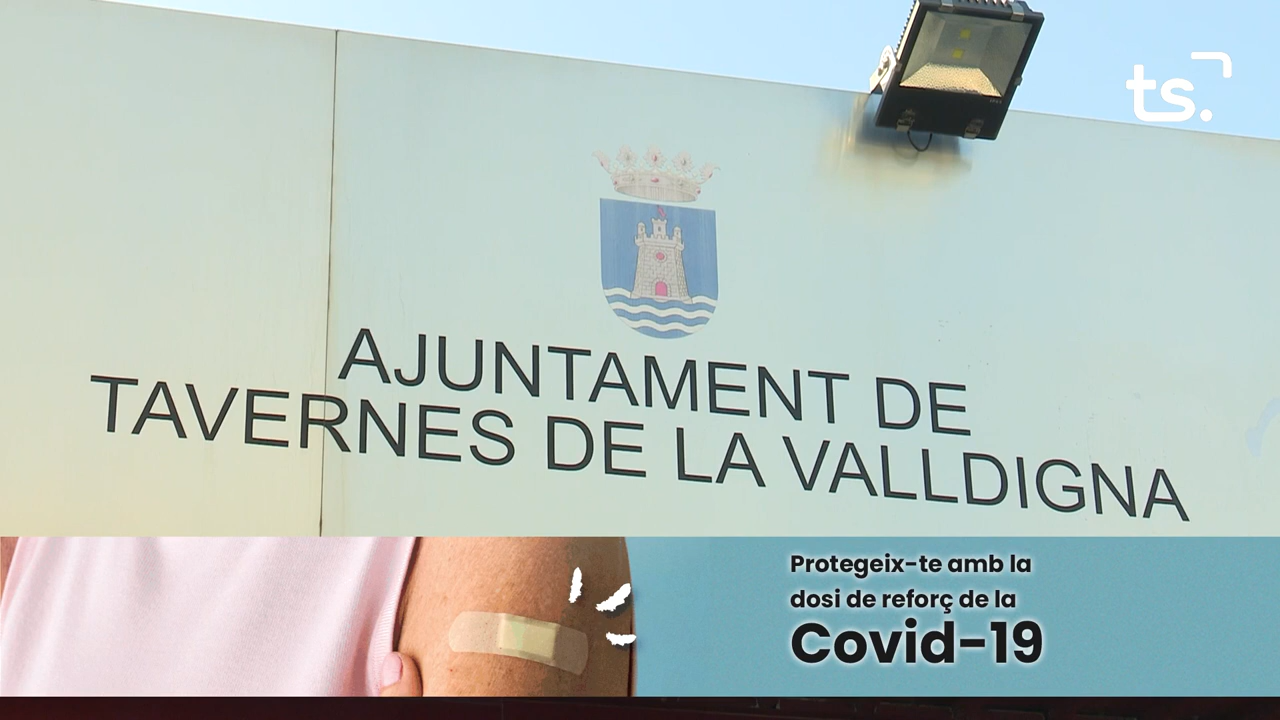 ts.
AJUNTAMENT DE
TAVERNES DE LA VALLDIGNA
Protegeix-te amb la
dosi de reforç de la
Covid-19